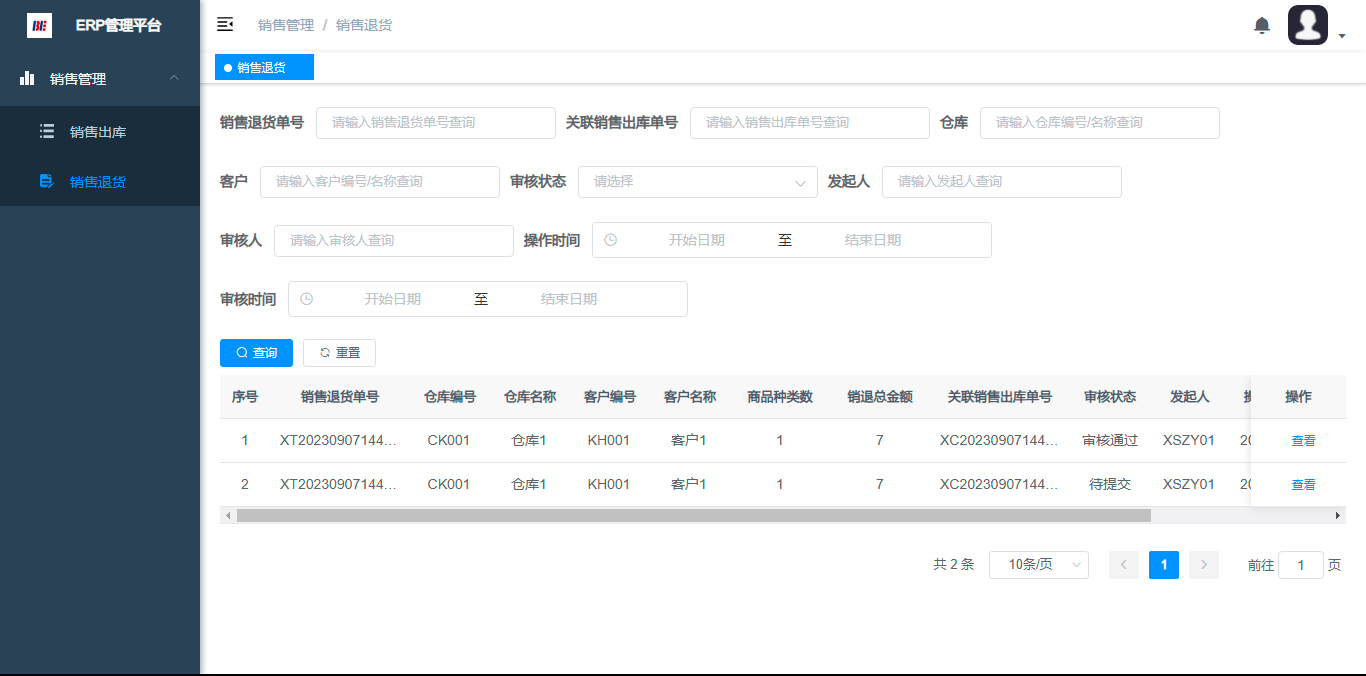 ERP管理平台
销售管理 / 销售退货
销售管理
销售退货
销售出库
销售退货
销售退货单号 请输入销售退货单号查询 关联销售出库单号 请输入销售出库单号查询 仓库 请输入仓库编号/名称查询
客户 请输入客户编号/名称查询 审核状态 请选择 发起人 请输入发起人查询
审核人 请输入审核人查询 操作时间 开始日期 至 结束日期
审核时间 开始日期 至 结束日期
查询 重置
序号 销售退货单号 仓库编号 仓库名称 客户编号 客户名称 商品种类数 销退总金额 关联销售出库单号 审核状态 发起人 操作
1 XT20230907144... CK001 仓库1 KH001 客户1 1 7 XC20230907144... 审核通过 XSZY01 20 查看
2 XT20230907144... CK001 仓库1 KH001 客户1 1 7 XC20230907144... 待提交 XSZY01 20 查看
共 2 条 10条/页 1 前往 1 页